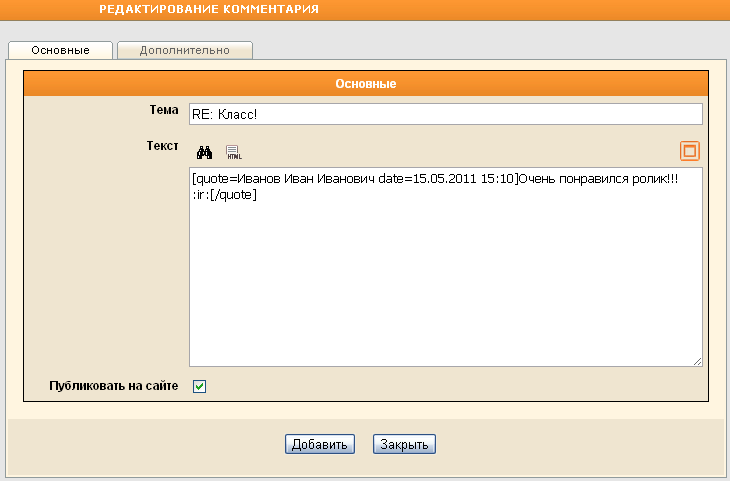 РЕДАКТИРОВАНИЕ КОММЕНТАРИЯ
Основные
Дополнительно
Основные
Тема
RE: Класс!
Текст
HTML
[quote=Иванов Иван Иванович date=15.05.2011 15:10]Очень понравился ролик!!!
:ir:[/quote]
Публиковать на сайте
Добавить
Закрыть